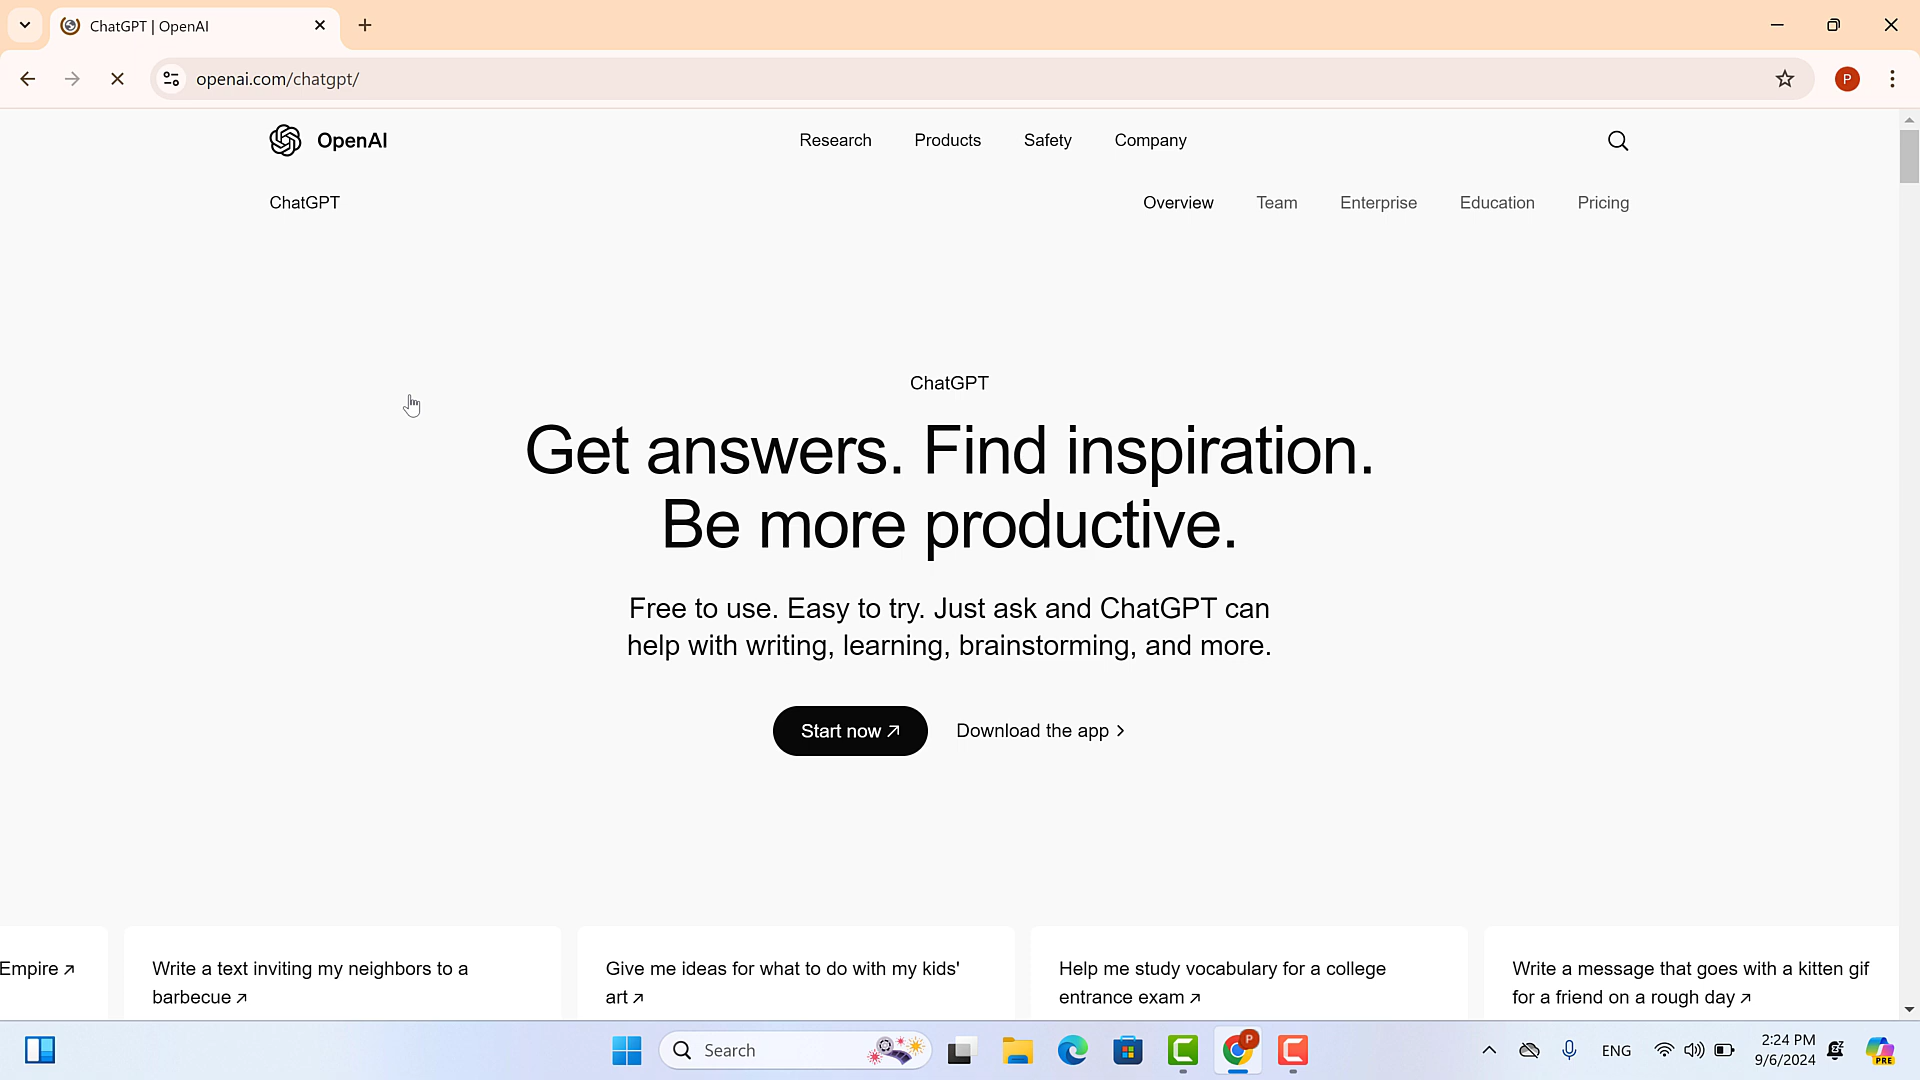 ChatGPT | OpenAI
openai.com/chatgpt/
P
OpenAI
Research Products Safety Company
ChatGPT
Overview Team Enterprise Education Pricing
ChatGPT
Get answers. Find inspiration.
Be more productive.
Free to use. Easy to try. Just ask and ChatGPT can
help with writing, learning, brainstorming, and more.
Start now ↗ Download the app >
Empire ↗
Write a text inviting my neighbors to a
barbecue ↗
Give me ideas for what to do with my kids'
art ↗
Help me study vocabulary for a college
entrance exam ↗
Write a message that goes with a kitten gif
for a friend on a rough day ↗
Search
P
ENG
2:24 PM
9/6/2024
PRE